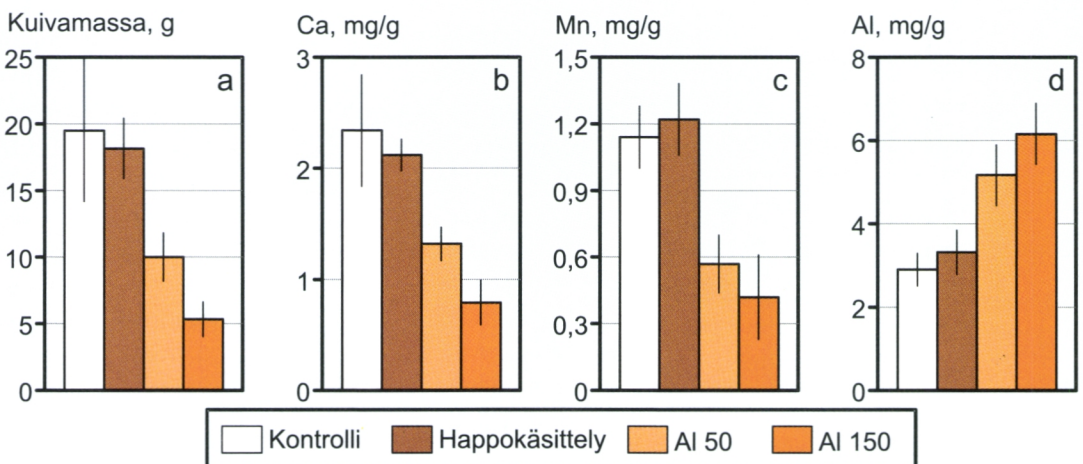 Kuivamassa, g
25
20
15
10
5
0
a
Ca, mg/g
3
2
1
0
b
Mn, mg/g
1,5
1,2
0,9
0,6
0,3
0
c
Al, mg/g
8
6
4
2
0
d
Kontrolli Happokäsittely Al 50 Al 150